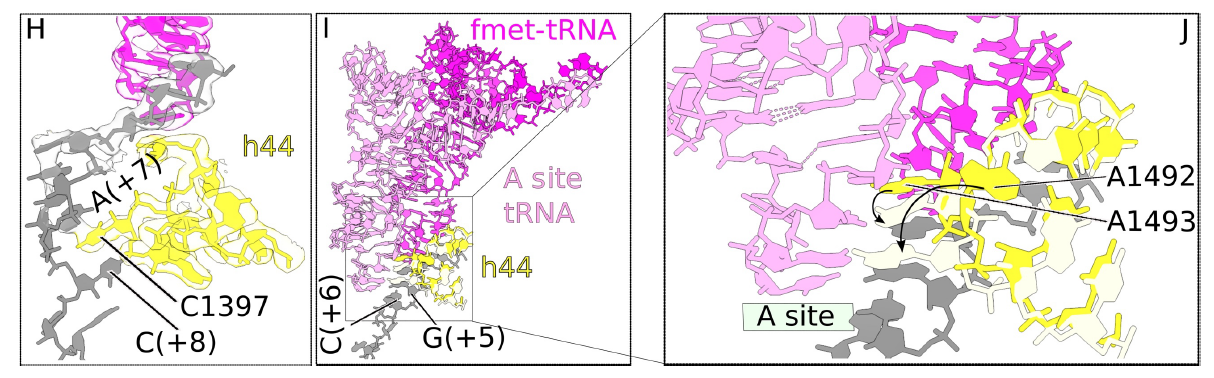 H
h44
A(+7)
C1397
C(+8)
I
fmet-tRNA
A site
tRNA
h44
C(+6)
G(+5)
J
A1492
A1493
A site